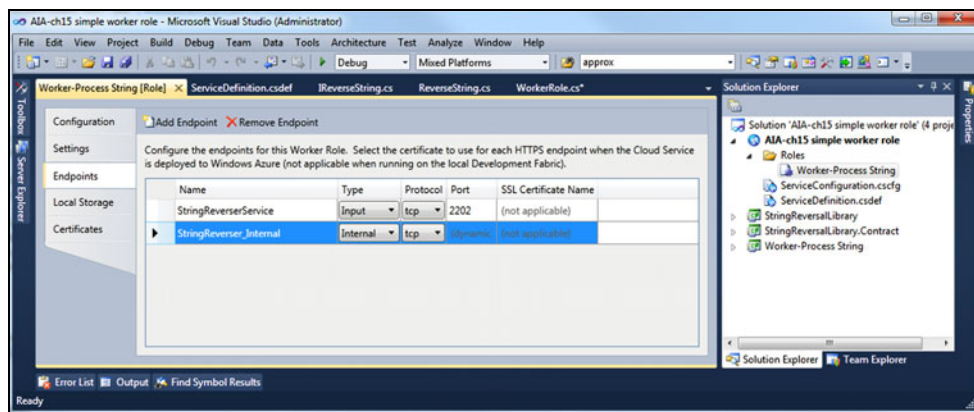 AIA-ch15 simple worker role - Microsoft Visual Studio (Administrator)
File Edit View Project Build Debug Team Data Tools Architecture Test Analyze Window Help
Debug Mixed Platforms approx
Worker-Process String [Role] ServiceDefinition.csdef IReverseString.cs ReverseString.cs WorkerRole.cs*
Toolbox
Server Explorer
Configuration
Settings
Endpoints
Local Storage
Certificates
Add Endpoint Remove Endpoint
Configure the endpoints for this Worker Role. Select the certificate to use for each HTTPS endpoint when the Cloud Service
is deployed to Windows Azure (not applicable when running on the local Development Fabric).
Name Type Protocol Port SSL Certificate Name
StringReverserService Input tcp 2202 (not applicable)
StringReverser_Internal Internal tcp (dynamic (not applicable)
Solution Explorer
Solution 'AIA-ch15 simple worker role' (4 proje
AIA-ch15 simple worker role
Roles
Worker-Process String
ServiceConfiguration.cscfg
ServiceDefinition.csdef
StringReversalLibrary
StringReversalLibrary.Contract
Worker-Process String
Solution Explorer Team Explorer
Properties
Error List Output Find Symbol Results
Ready